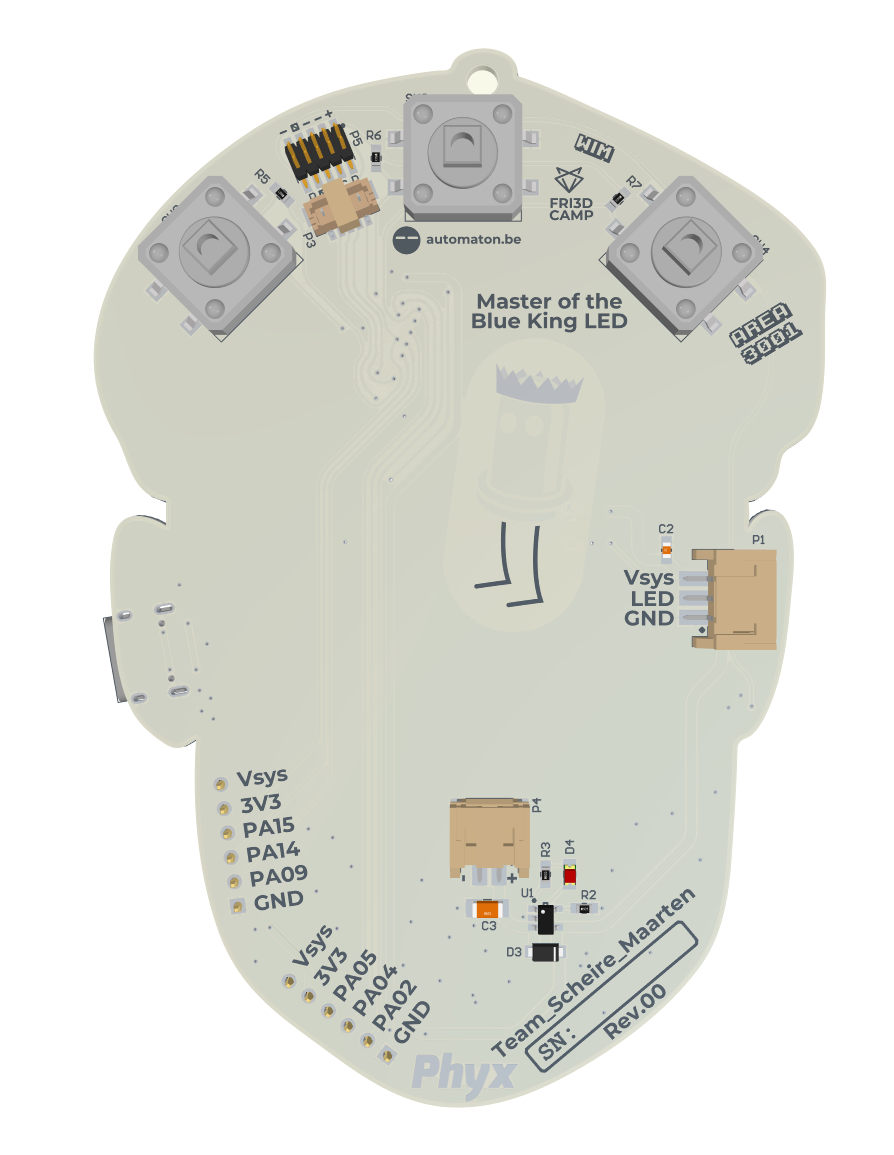 P5
R6
WIM
R5
R7
FRI3D
CAMP
P3
automaton.be
Master of the
Blue King LED
AREA
3001
C2
P1
Vsys
LED
GND
Vsys
3V3
PA15
PA14
PA09
GND
P4
R3
D4
- +
U1
R2
C3
D3
Vsys
3V3
PA05
PA04
PA02
GND
Team_Scheire_Maarten
SN:
Rev.00
Phyx